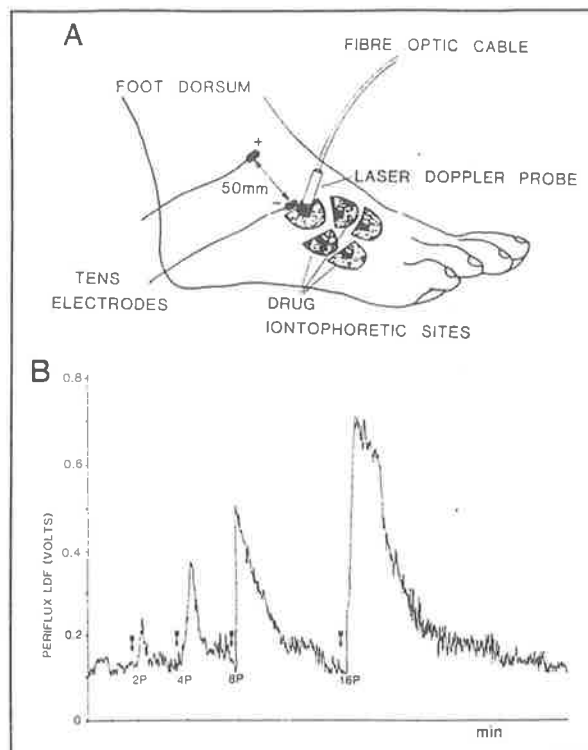 A
FIBRE OPTIC CABLE
FOOT DORSUM
+
LASER DOPPLER PROBE
50mm
-
TENS
ELECTRODES
DRUG
IONTOPHORETIC SITES
B
0.8
0.6
0.4
0.2
0
PERIFLUX LDF (VOLTS)
2P 4P 8P 16P
min